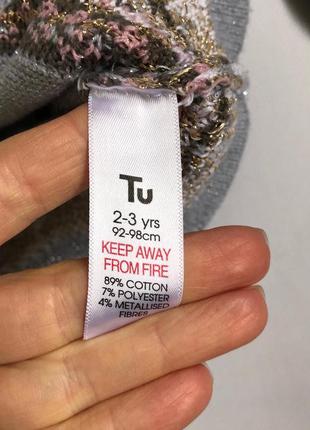 Tu
2-3 yrs
92-98cm
KEEP AWAY
FROM FIRE
89% COTTON
7% POLYESTER
4% METALLISED
FIBRES